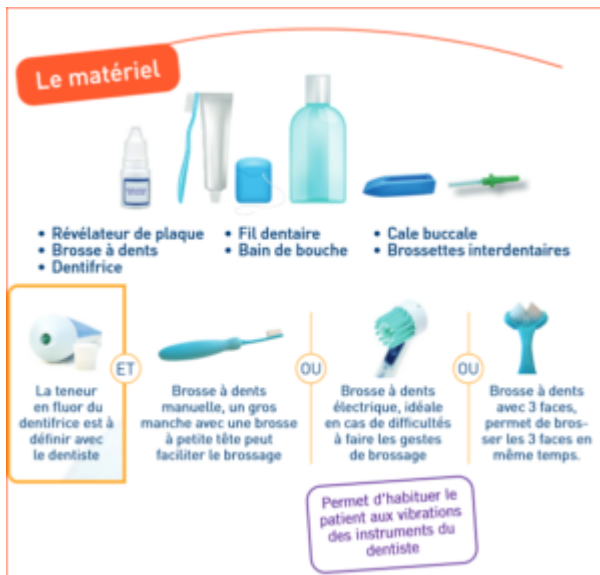 Le matériel
• Révélateur de plaque
• Brosse à dents
• Dentifrice
• Fil dentaire
• Bain de bouche
• Cale buccale
• Brossettes interdentaires
La teneur
en fluor du
dentifrice est à
définir avec
le dentiste
ET
Brosse à dents
manuelle, un gros
manche avec une brosse
à petite tête peut
faciliter le brossage
OU
Brosse à dents
électrique, idéale
en cas de difficultés
à faire les gestes
de brossage
OU
Brosse à dents
avec 3 faces,
permet de bros-
ser les 3 faces en
même temps.
Permet d'habituer le
patient aux vibrations
des instruments du
dentiste